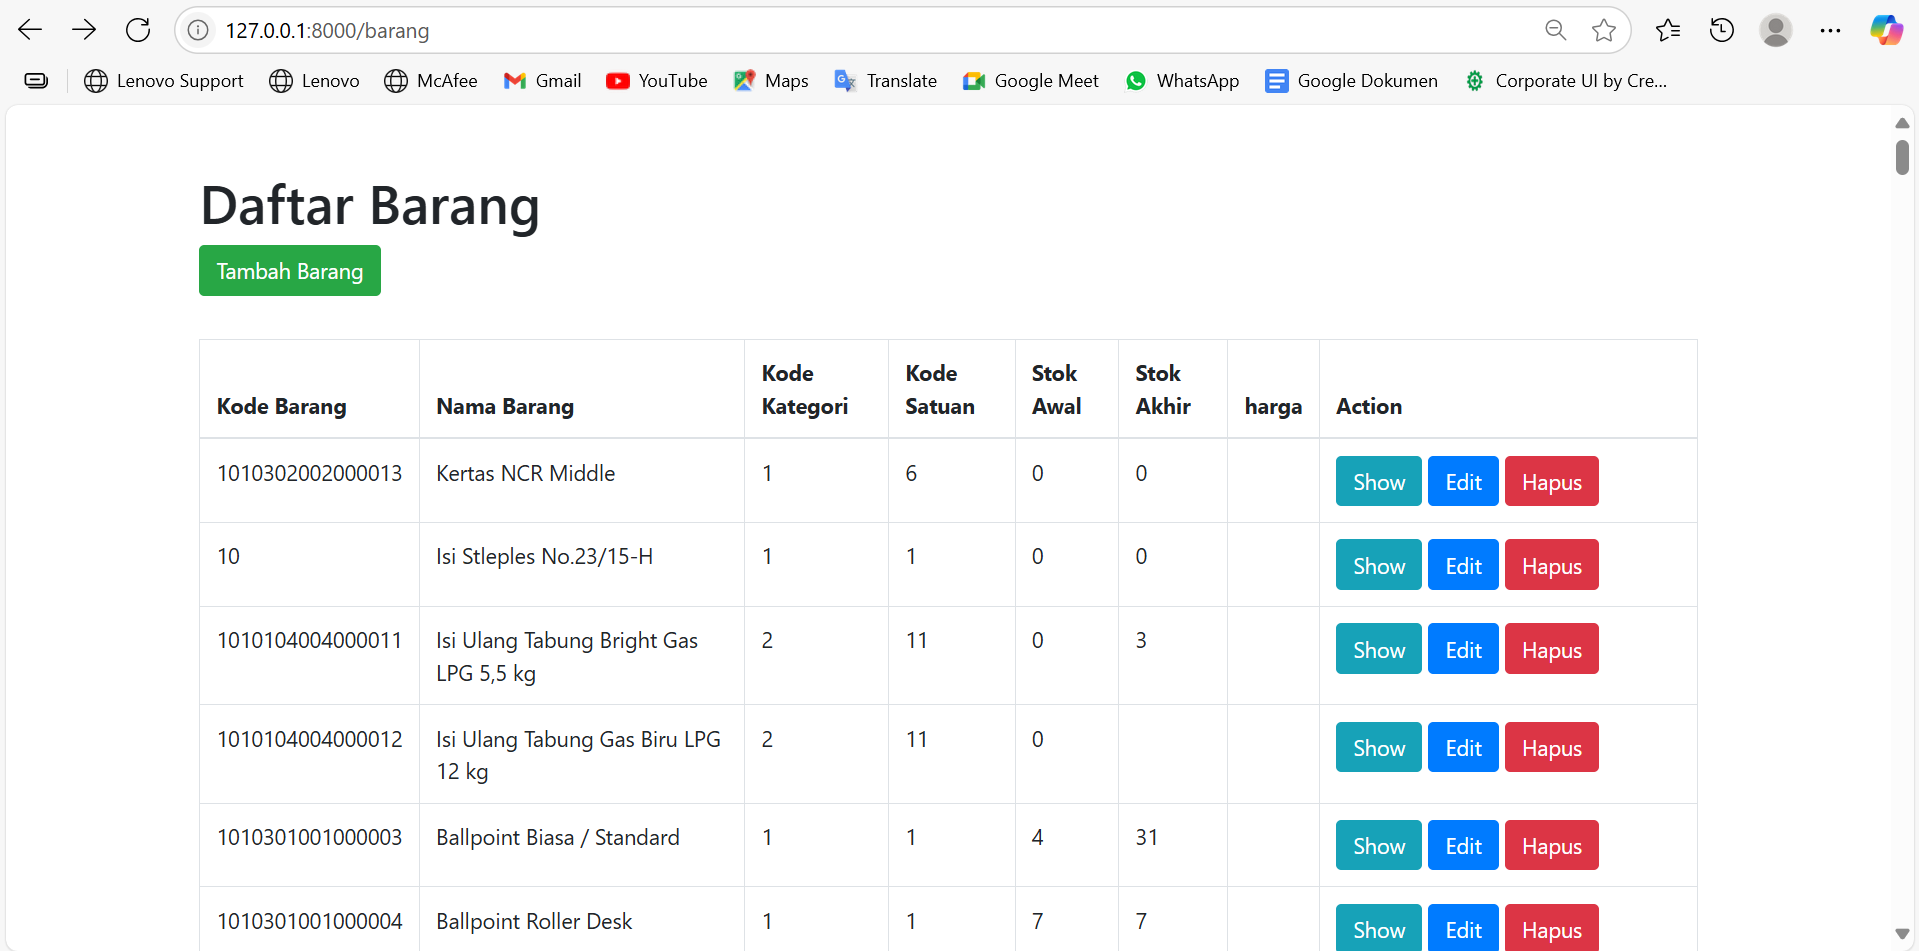 127.0.0.1:8000/barang
Lenovo Support Lenovo McAfee Gmail YouTube Maps Translate Google Meet WhatsApp Google Dokumen Corporate UI by Cre...
Daftar Barang
Tambah Barang
Kode Barang Nama Barang Kode Kategori Kode Satuan Stok Awal Stok Akhir harga Action
1010302002000013 Kertas NCR Middle 1 6 0 0 Show Edit Hapus
10 Isi Stleples No.23/15-H 1 1 0 0 Show Edit Hapus
1010104004000011 Isi Ulang Tabung Bright Gas LPG 5,5 kg 2 11 0 3 Show Edit Hapus
1010104004000012 Isi Ulang Tabung Gas Biru LPG 12 kg 2 11 0 Show Edit Hapus
1010301001000003 Ballpoint Biasa / Standard 1 1 4 31 Show Edit Hapus
1010301001000004 Ballpoint Roller Desk 1 1 7 7 Show Edit Hapus